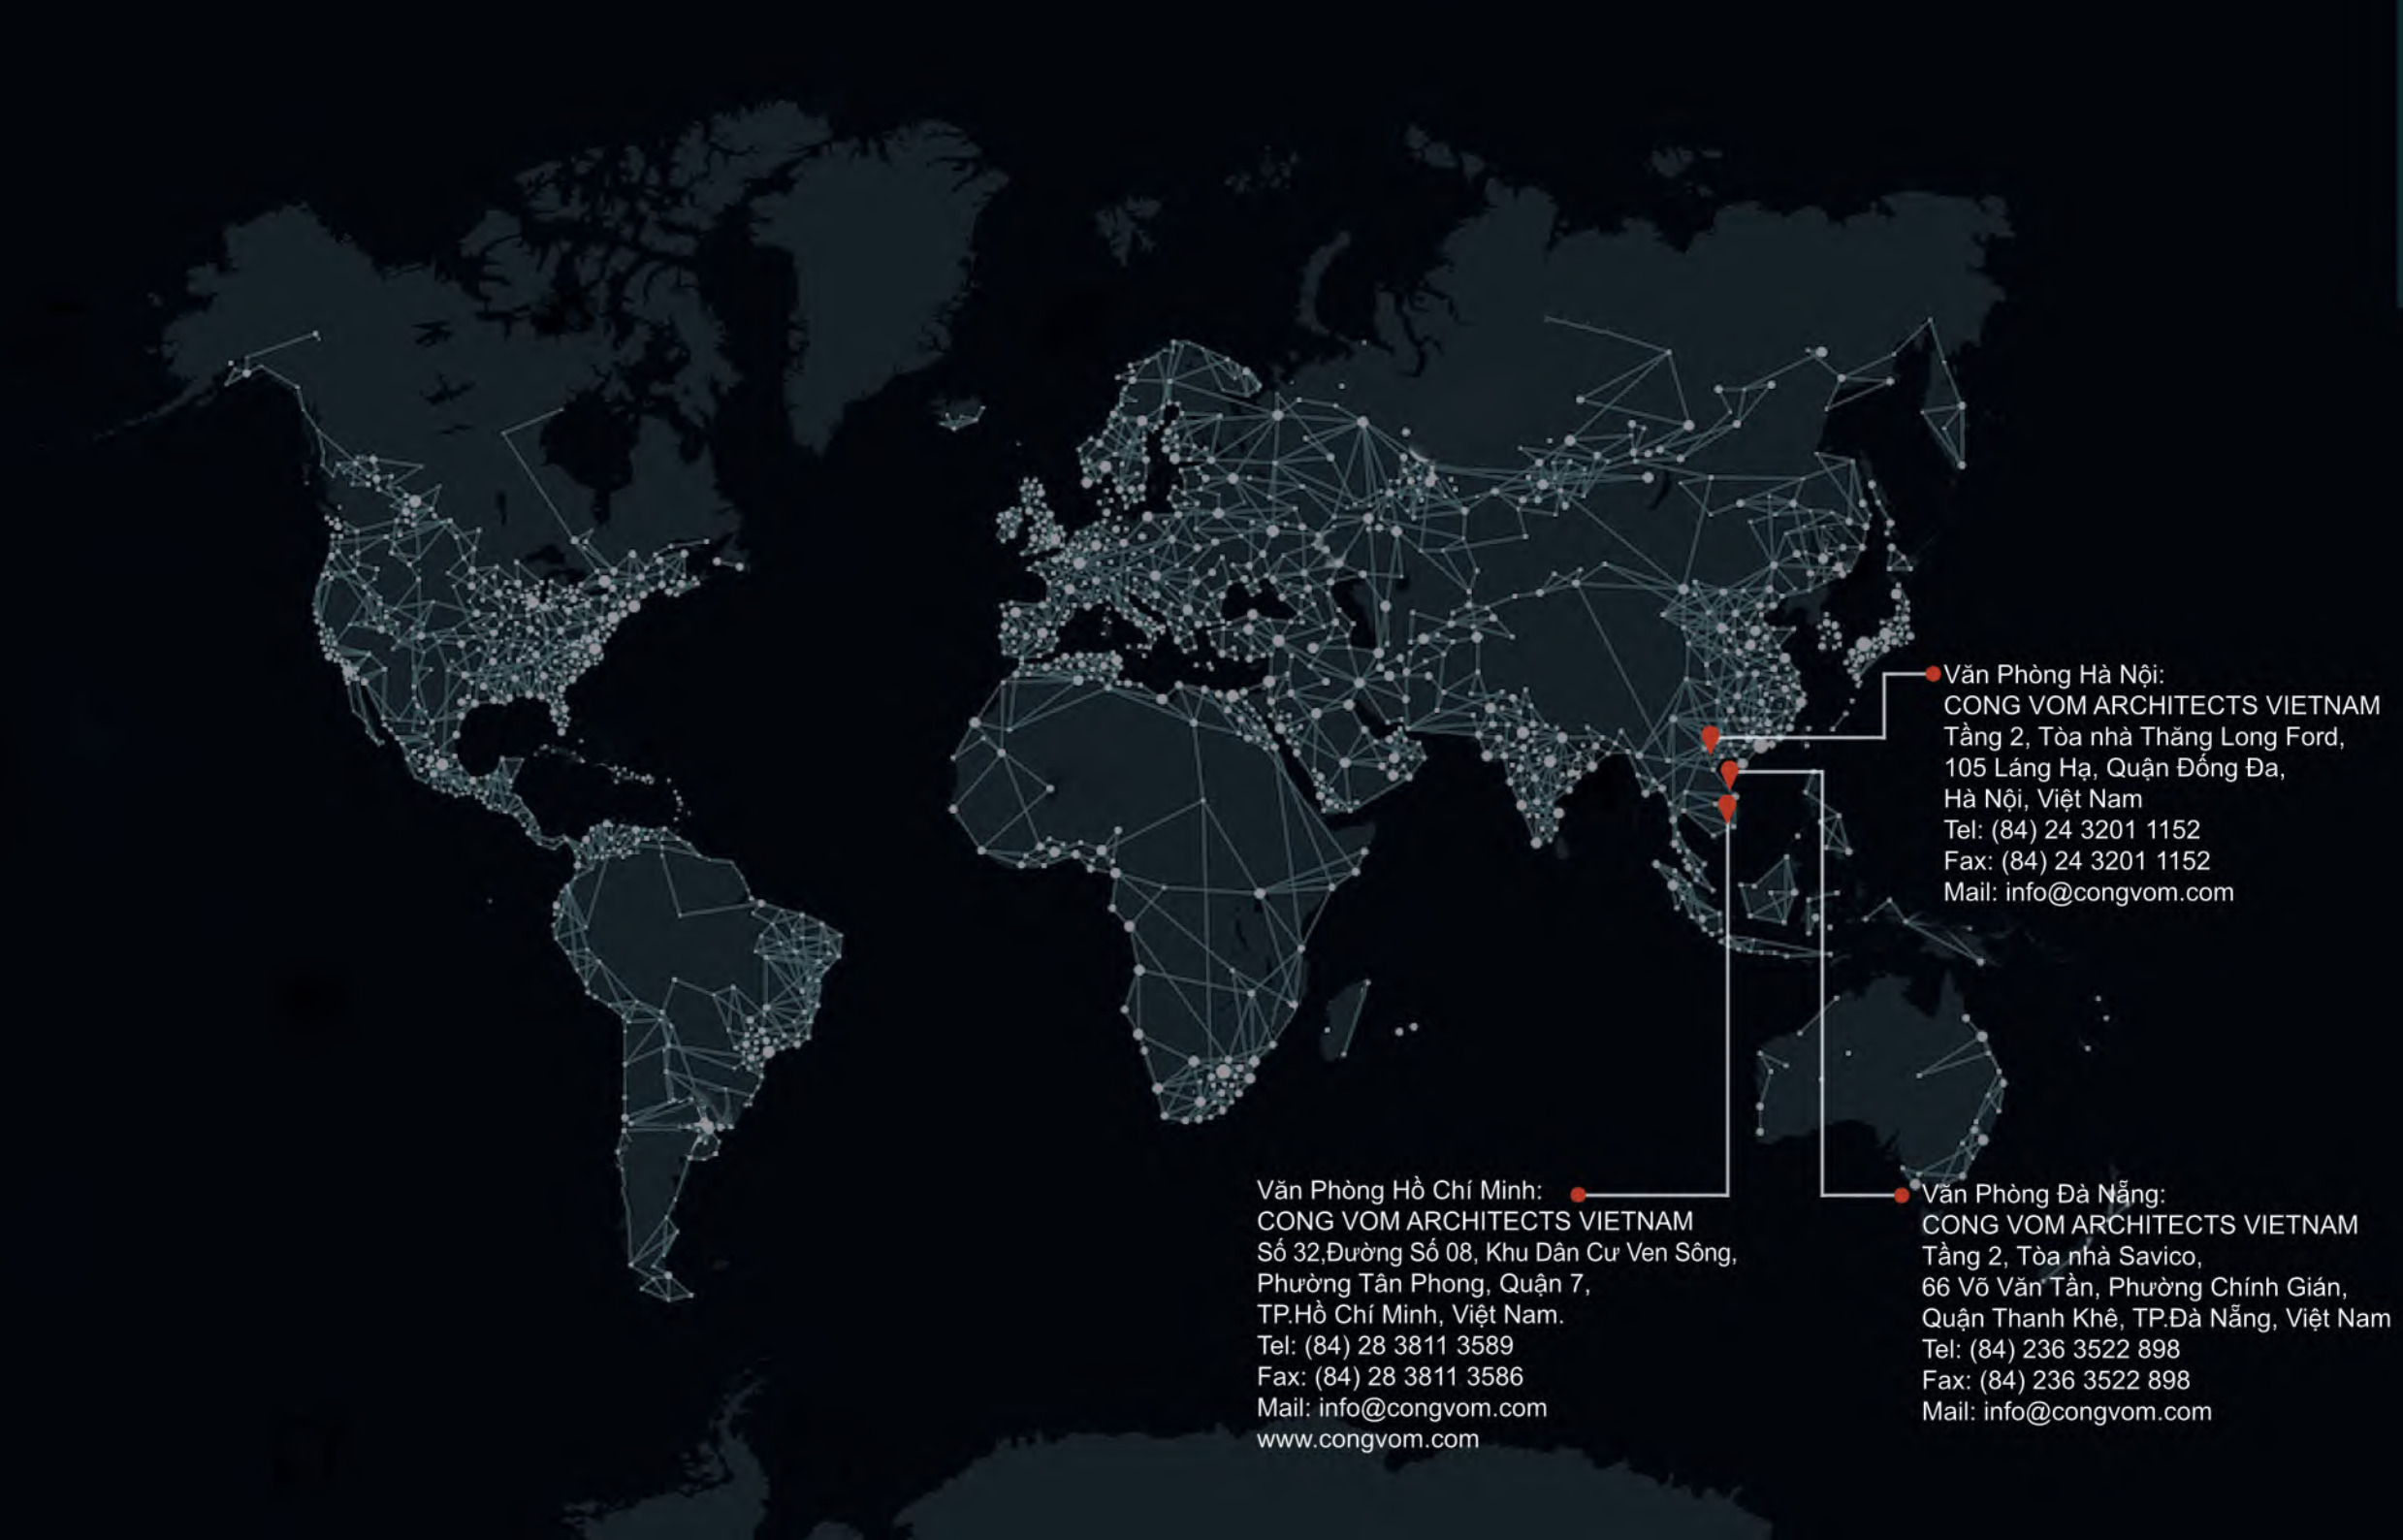 Văn Phòng Hà Nội:
CONG VOM ARCHITECTS VIETNAM
Tầng 2, Tòa nhà Thăng Long Ford,
105 Láng Hạ, Quận Đống Đa,
Hà Nội, Việt Nam
Tel: (84) 24 3201 1152
Fax: (84) 24 3201 1152
Mail: info@congvom.com
Văn Phòng Hồ Chí Minh:
CONG VOM ARCHITECTS VIETNAM
Số 32,Đường Số 08, Khu Dân Cư Ven Sông,
Phường Tân Phong, Quận 7,
TP.Hồ Chí Minh, Việt Nam.
Tel: (84) 28 3811 3589
Fax: (84) 28 3811 3586
Mail: info@congvom.com
www.congvom.com
Văn Phòng Đà Nẵng:
CONG VOM ARCHITECTS VIETNAM
Tầng 2, Tòa nhà Savico,
66 Võ Văn Tần, Phường Chính Gián,
Quận Thanh Khê, TP.Đà Nẵng, Việt Nam
Tel: (84) 236 3522 898
Fax: (84) 236 3522 898
Mail: info@congvom.com